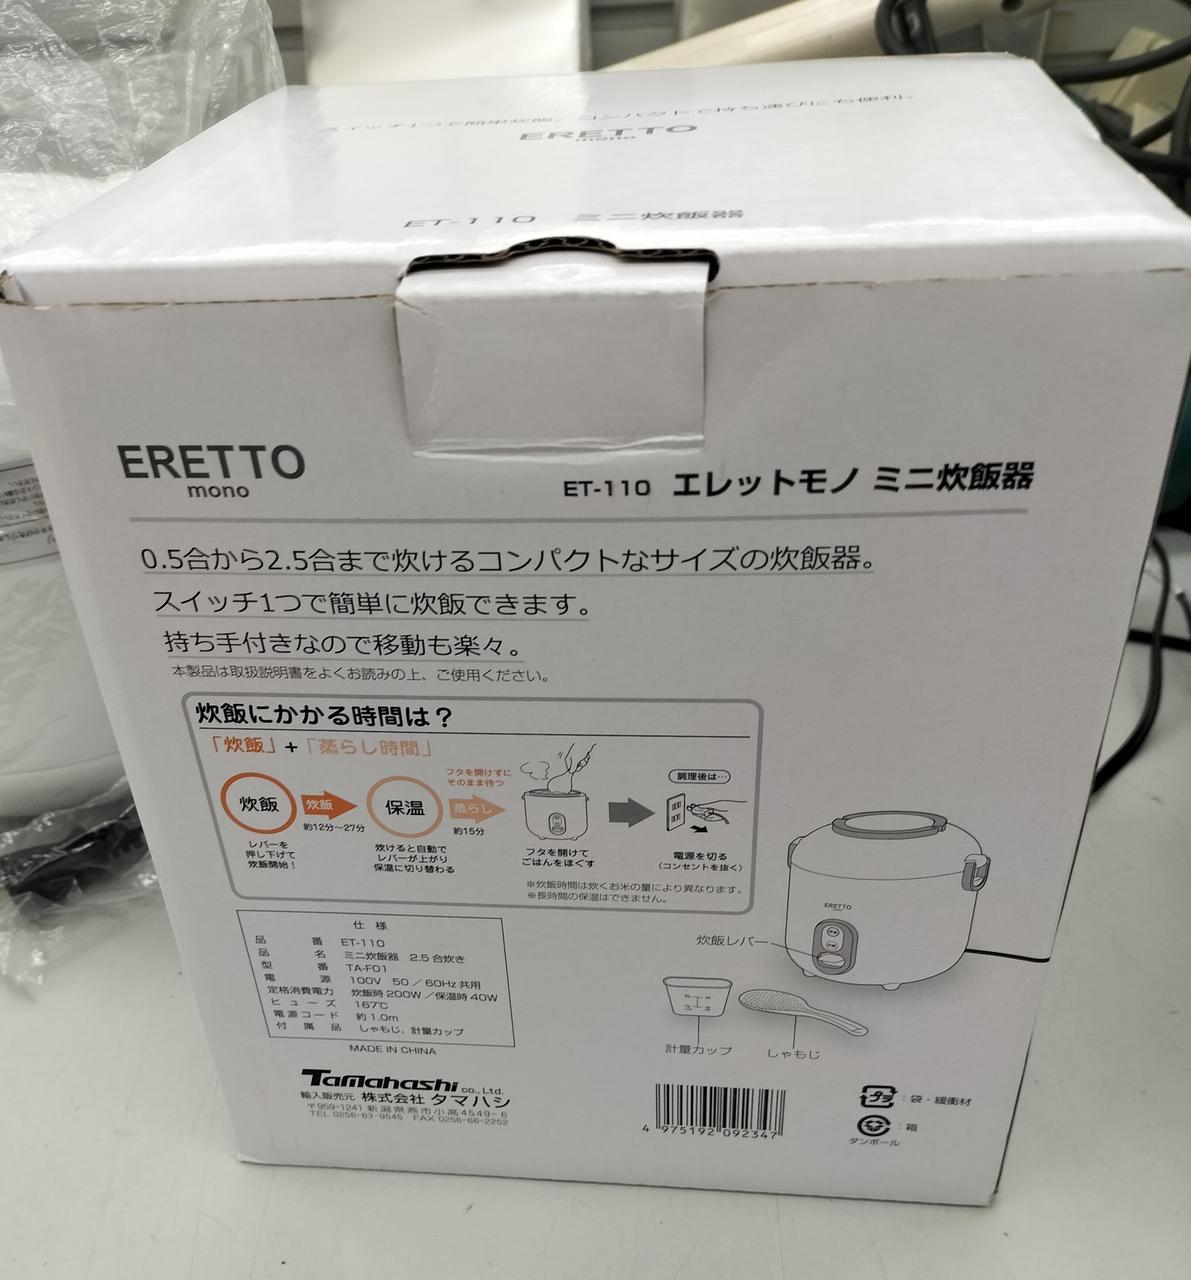 スイッチ1つで簡単炊飯。コンパクトで持ち運びにも便利。
ERETTO
mono
ET-110 ミニ炊飯器
ERETTO
mono
ET-110 エレットモノ ミニ炊飯器
0.5合から2.5合まで炊けるコンパクトなサイズの炊飯器。
スイッチ1つで簡単に炊飯できます。
持ち手付きなので移動も楽々。
本製品は取扱説明書をよくお読みの上、ご使用ください。
炊飯にかかる時間は？
「炊飯」+「蒸らし時間」
炊飯
炊飯
約12分〜27分
レバーを
押し下げて
炊飯開始！
保温
炊けると自動で
レバーが上がり
保温に切り替わる
フタを開けずに
そのまま待つ
蒸らし
約15分
フタを開けて
ごはんをほぐす
調理後は…
電源を切る
(コンセントを抜く)
※炊飯時間は炊くお米の量により異なります。
※長時間の保温はできません。
ERETTO
mono
炊飯レバー
計量カップ
しゃもじ
仕様
品番 ET-110
品名 ミニ炊飯器 2.5合炊き
型番 TA-F01
電源 100V 50／60Hz共用
定格消費電力 炊飯時200W／保温時40W
ヒューズ 167℃
電源コード 約1.0m
付属品 しゃもじ、計量カップ
MADE IN CHINA
Tamahashi co., Ltd.
輸入販売元 株式会社 タマハシ
〒959-1241 新潟県燕市小高4549-6
TEL 0256-63-9545 FAX 0256-66-2252
4 975192 092347
プラ：袋・緩衝材
：箱
ダンボール